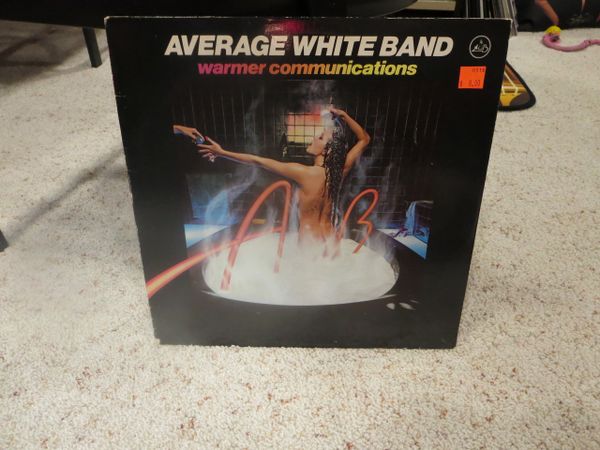 AVERAGE WHITE BAND
warmer communications